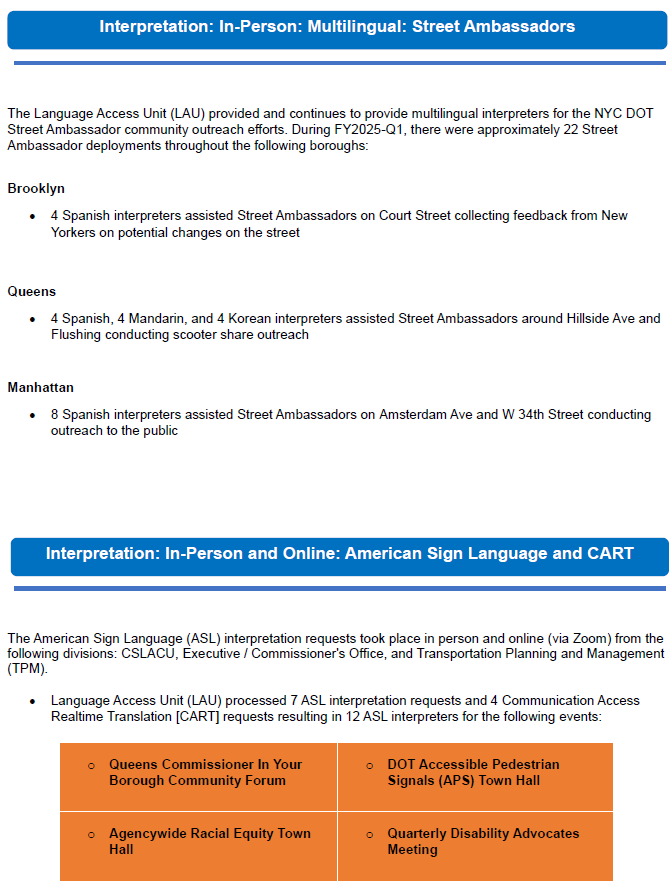 Interpretation: In-Person: Multilingual: Street Ambassadors
The Language Access Unit (LAU) provided and continues to provide multilingual interpreters for the NYC DOT
Street Ambassador community outreach efforts. During FY2025-Q1, there were approximately 22 Street
Ambassador deployments throughout the following boroughs:
Brooklyn
• 4 Spanish interpreters assisted Street Ambassadors on Court Street collecting feedback from New
Yorkers on potential changes on the street
Queens
• 4 Spanish, 4 Mandarin, and 4 Korean interpreters assisted Street Ambassadors around Hillside Ave and
Flushing conducting scooter share outreach
Manhattan
• 8 Spanish interpreters assisted Street Ambassadors on Amsterdam Ave and W 34th Street conducting
outreach to the public
Interpretation: In-Person and Online: American Sign Language and CART
The American Sign Language (ASL) interpretation requests took place in person and online (via Zoom) from the
following divisions: CSLACU, Executive / Commissioner's Office, and Transportation Planning and Management
(TPM).
• Language Access Unit (LAU) processed 7 ASL interpretation requests and 4 Communication Access
Realtime Translation [CART] requests resulting in 12 ASL interpreters for the following events:
○ Queens Commissioner In Your
Borough Community Forum
○ DOT Accessible Pedestrian
Signals (APS) Town Hall
○ Agencywide Racial Equity Town
Hall
○ Quarterly Disability Advocates
Meeting